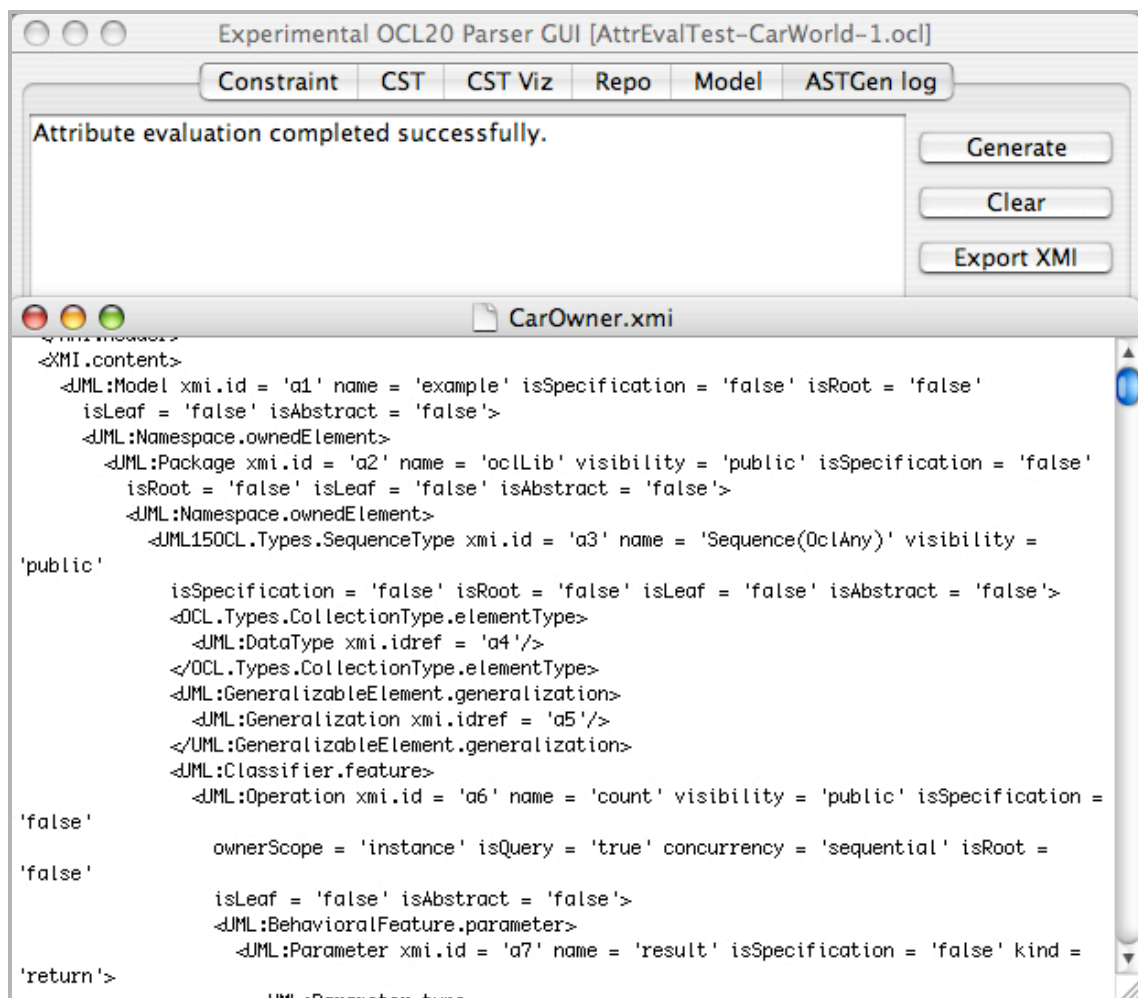 Experimental OCL20 Parser GUI [AttrEvalTest-CarWorld-1.ocl]
Constraint CST CST Viz Repo Model ASTGen log
Attribute evaluation completed successfully.
Generate
Clear
Export XMI
CarOwner.xmi
<XMI.content>
<UML:Model xmi.id = 'a1' name = 'example' isSpecification = 'false' isRoot = 'false'
isLeaf = 'false' isAbstract = 'false'>
<UML:Namespace.ownedElement>
<UML:Package xmi.id = 'a2' name = 'oclLib' visibility = 'public' isSpecification = 'false'
isRoot = 'false' isLeaf = 'false' isAbstract = 'false'>
<UML:Namespace.ownedElement>
<UML15OCL.Types.SequenceType xmi.id = 'a3' name = 'Sequence(OclAny)' visibility =
'public'
isSpecification = 'false' isRoot = 'false' isLeaf = 'false' isAbstract = 'false'>
<OCL.Types.CollectionType.elementType>
<UML:DataType xmi.idref = 'a4'/>
</OCL.Types.CollectionType.elementType>
<UML:GeneralizableElement.generalization>
<UML:Generalization xmi.idref = 'a5'/>
</UML:GeneralizableElement.generalization>
<UML:Classifier.feature>
<UML:Operation xmi.id = 'a6' name = 'count' visibility = 'public' isSpecification =
'false'
ownerScope = 'instance' isQuery = 'true' concurrency = 'sequential' isRoot =
'false'
isLeaf = 'false' isAbstract = 'false'>
<UML:BehavioralFeature.parameter>
<UML:Parameter xmi.id = 'a7' name = 'result' isSpecification = 'false' kind =
'return'>